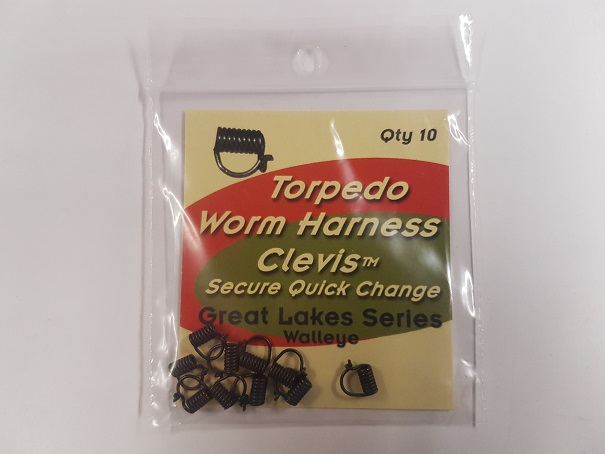 Qty 10
Torpedo
Worm Harness
Clevis™
Secure Quick Change
Great Lakes Series
Walleye